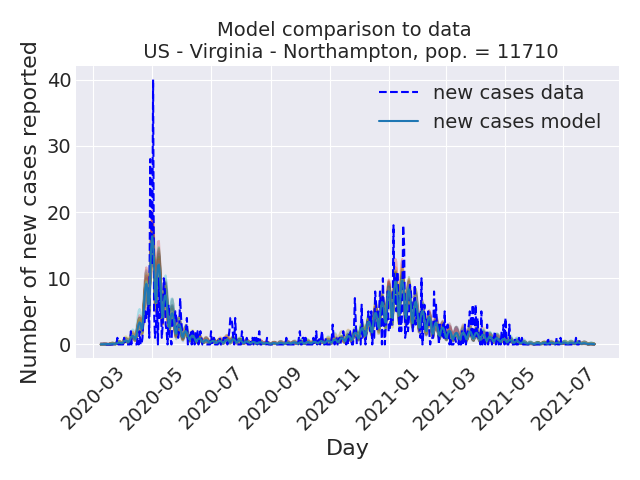 Model comparison to data
US - Virginia - Northampton, pop. = 11710
Number of new cases reported
40
30
20
10
0
new cases data
new cases model
2020-03
2020-05
2020-07
2020-09
2020-11
2021-01
2021-03
2021-05
2021-07
Day